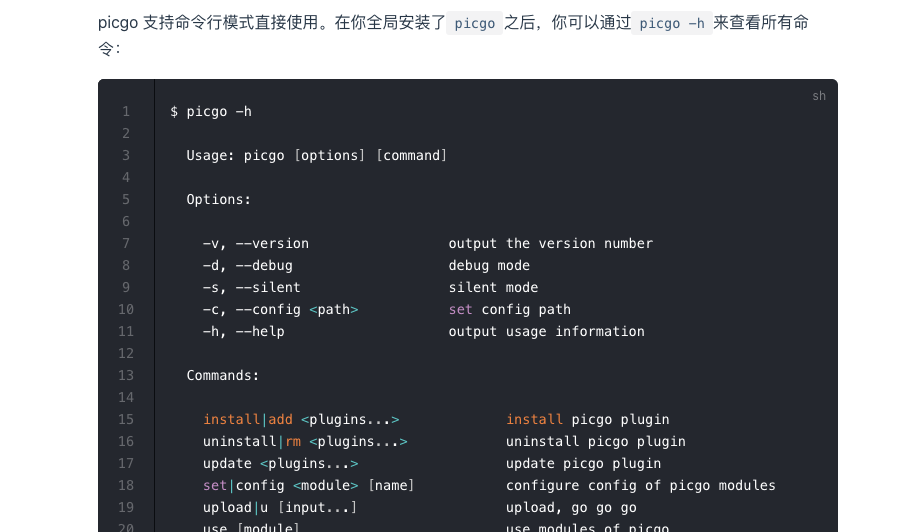 picgo 支持命令行模式直接使用。在你全局安装了 picgo 之后，你可以通过 picgo -h 来查看所有命
令：
sh
1 $ picgo -h
2
3 Usage: picgo [options] [command]
4
5 Options:
6
7 -v, --version output the version number
8 -d, --debug debug mode
9 -s, --silent silent mode
10 -c, --config <path> set config path
11 -h, --help output usage information
12
13 Commands:
14
15 install|add <plugins...> install picgo plugin
16 uninstall|rm <plugins...> uninstall picgo plugin
17 update <plugins...> update picgo plugin
18 set|config <module> [name] configure config of picgo modules
19 upload|u [input...] upload, go go go
20 use [module] use modules of picgo